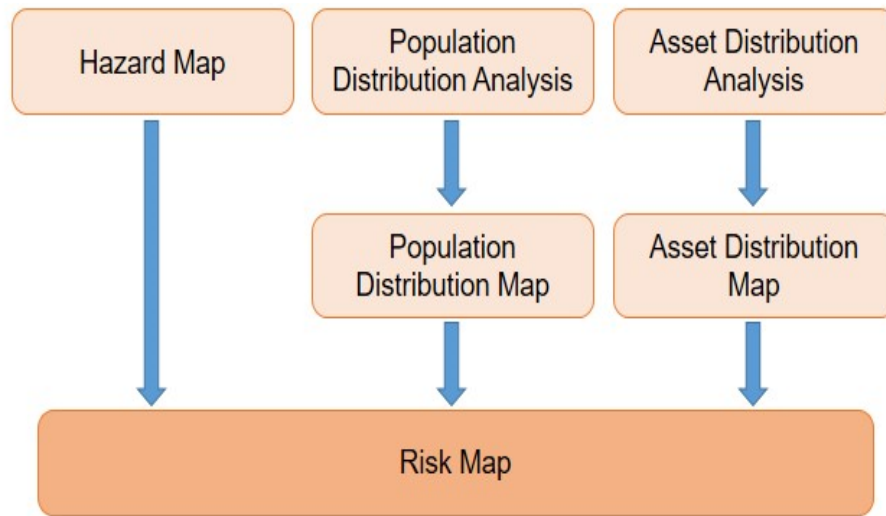 Hazard Map
Population
Distribution Analysis
Asset Distribution
Analysis
Population
Distribution Map
Asset Distribution
Map
Risk Map